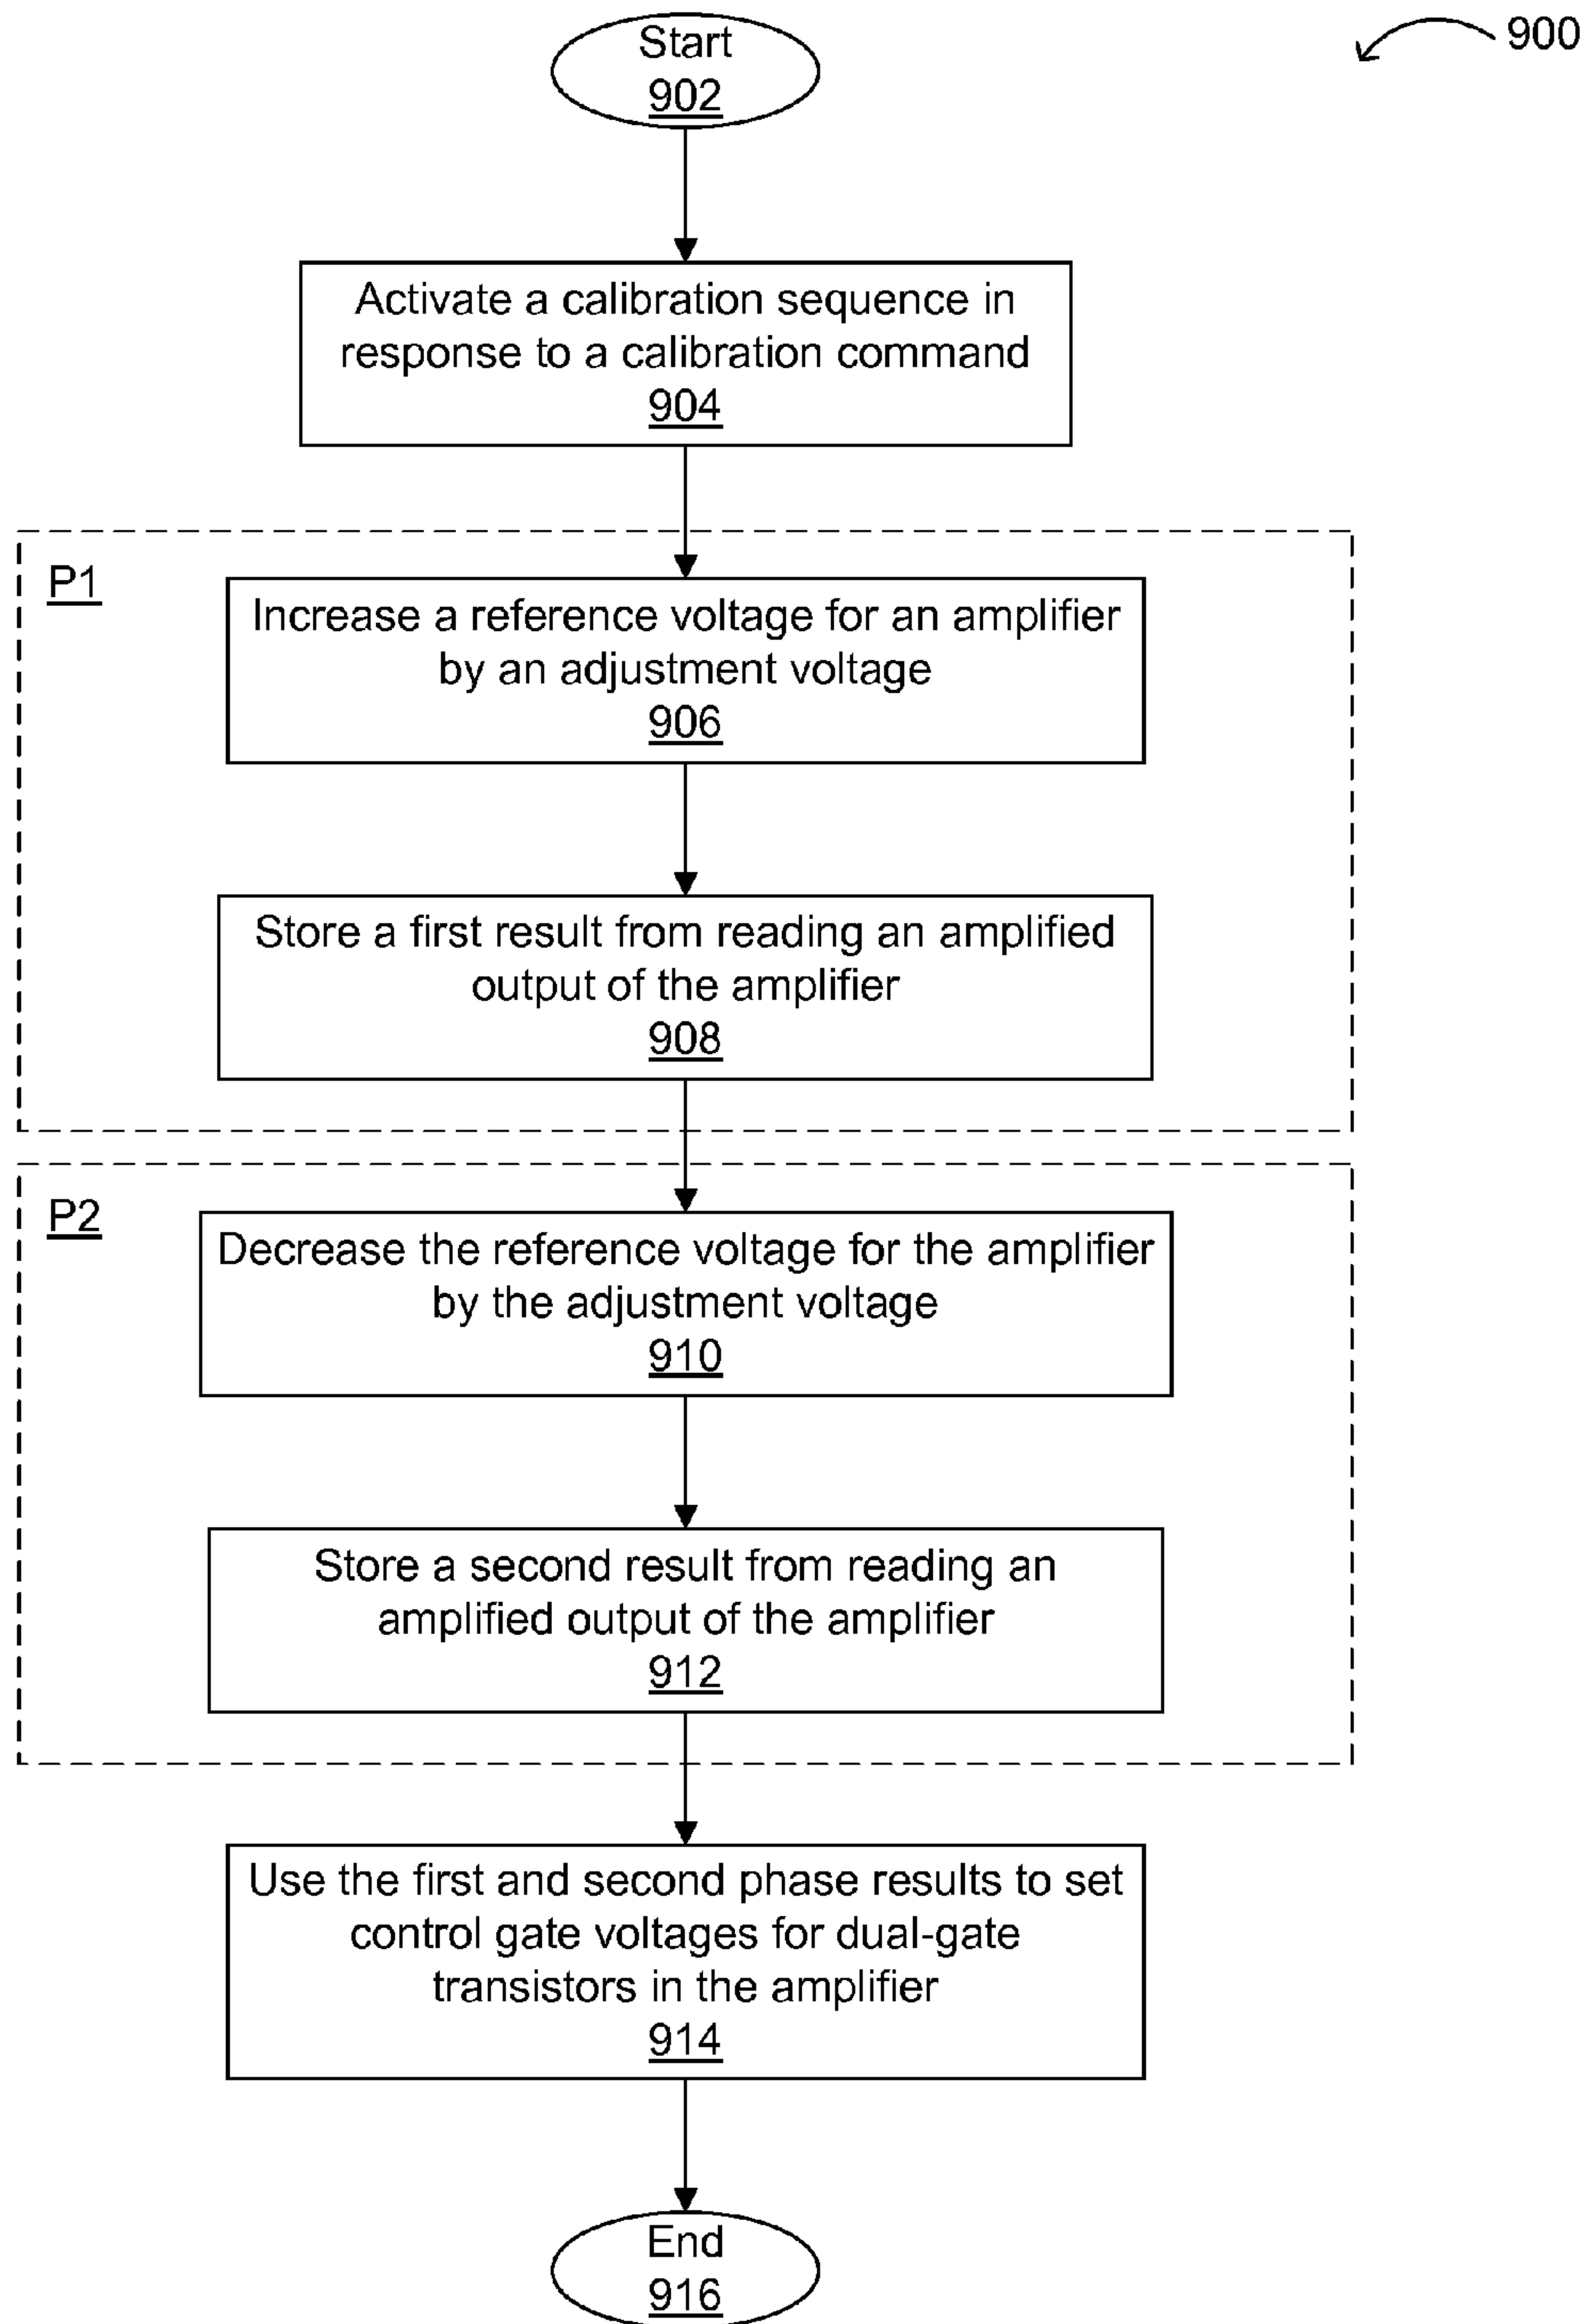 Start
902
900
Activate a calibration sequence in
response to a calibration command
904
P1
Increase a reference voltage for an amplifier
by an adjustment voltage
906
Store a first result from reading an amplified
output of the amplifier
908
P2
Decrease the reference voltage for the amplifier
by the adjustment voltage
910
Store a second result from reading an
amplified output of the amplifier
912
Use the first and second phase results to set
control gate voltages for dual-gate
transistors in the amplifier
914
End
916